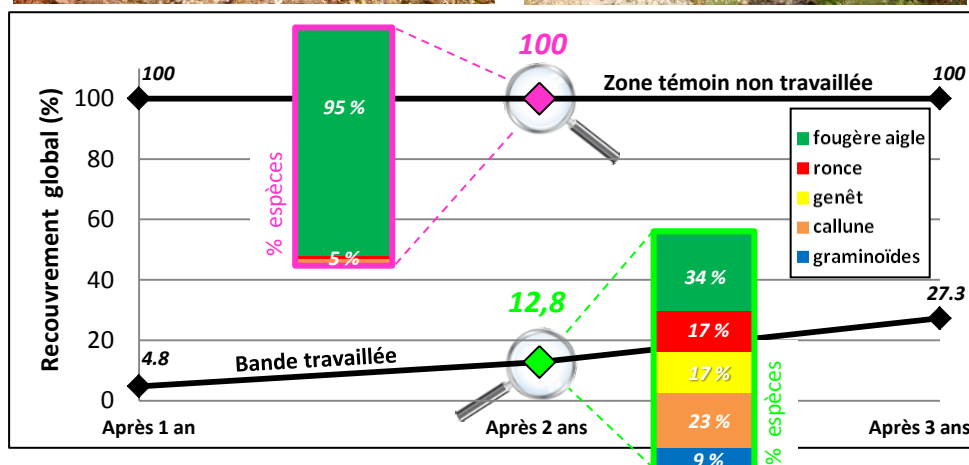 Recouvrement global (%)
100
80
60
40
20
0
100
100
100
Zone témoin non travaillée
95 %
5 %
% espèces
fougère aigle
ronce
genêt
callune
graminoïdes
4.8
Bande travaillée
12,8
27.3
34 %
17 %
17 %
23 %
9 %
% espèces
Après 1 an
Après 2 ans
Après 3 ans